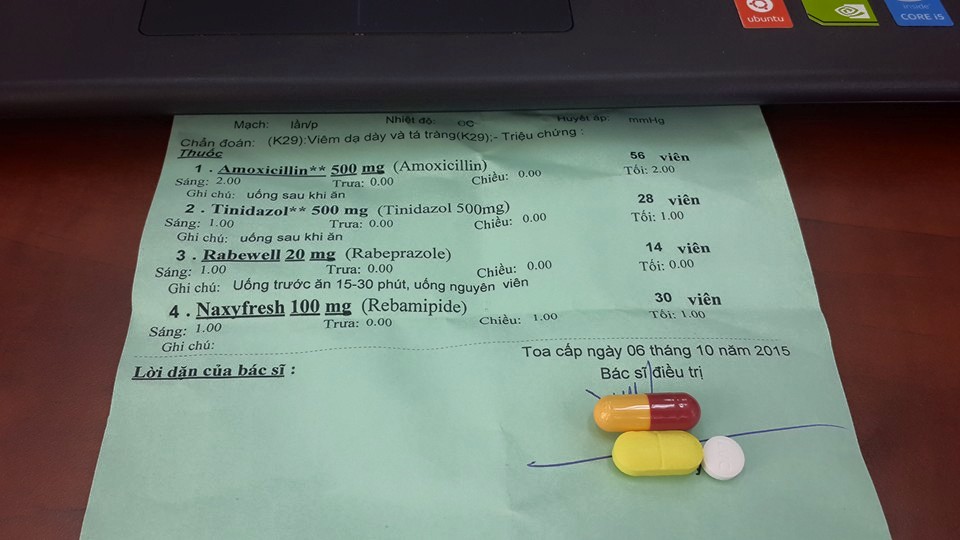 ubuntu
inside
CORE i5
Mạch: lần/p Nhiệt độ: oC Huyết áp: mmHg
Chẩn đoán: (K29):Viêm dạ dày và tá tràng(K29);- Triệu chứng :
Thuốc
1 . Amoxicillin** 500 mg (Amoxicillin) 56 viên
Sáng: 2.00 Trưa: 0.00 Chiều: 0.00 Tối: 2.00
Ghi chú: uống sau khi ăn
2 . Tinidazol** 500 mg (Tinidazol 500mg) 28 viên
Sáng: 1.00 Trưa: 0.00 Chiều: 0.00 Tối: 1.00
Ghi chú: uống sau khi ăn
3 . Rabewell 20 mg (Rabeprazole) 14 viên
Sáng: 1.00 Trưa: 0.00 Chiều: 0.00 Tối: 0.00
Ghi chú: Uống trước ăn 15-30 phút, uống nguyên viên
4 . Naxyfresh 100 mg (Rebamipide) 30 viên
Sáng: 1.00 Trưa: 0.00 Chiều: 1.00 Tối: 1.00
Ghi chú:
Toa cấp ngày 06 tháng 10 năm 2015
Lời dặn của bác sĩ : Bác sĩ điều trị